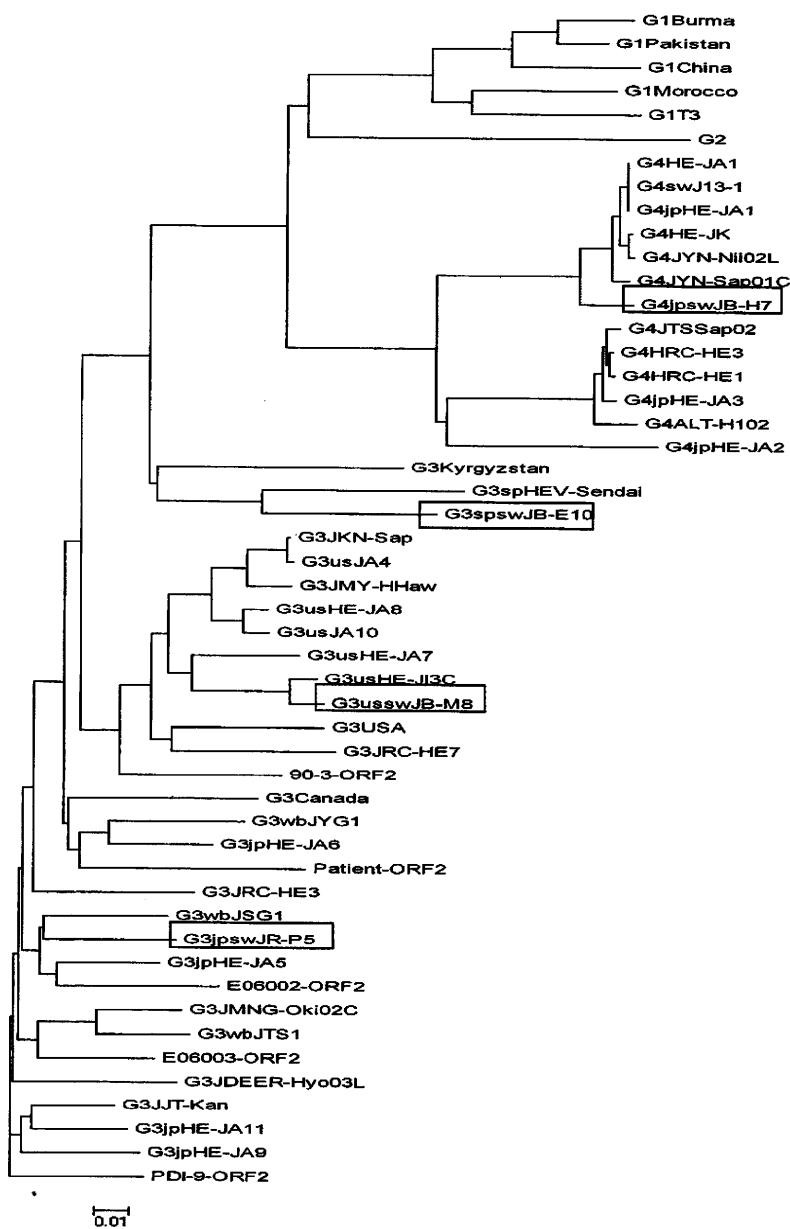 G1Burma
G1Pakistan
G1China
G1Morocco
G1T3
G2
G4HE-JA1
G4swJ13-1
G4jpHE-JA1
G4HE-JK
G4JYN-Nii02L
G4JYN-Sap01C
G4jpswJB-H7
G4JTSSap02
G4HRC-HE3
G4HRC-HE1
G4jpHE-JA3
G4ALT-H102
G4jpHE-JA2
G3Kyrgyzstan
G3spHEV-Sendai
G3spswJB-E10
G3JKN-Sap
G3usJA4
G3JMY-HHaw
G3usHE-JA8
G3usJA10
G3usHE-JA7
G3usHE-JI3C
G3usswJB-M8
G3USA
G3JRC-HE7
90-3-ORF2
G3Canada
G3wbJYG1
G3jpHE-JA6
Patient-ORF2
G3JRC-HE3
G3wbJSG1
G3jpswJR-P5
G3jpHE-JA5
E06002-ORF2
G3JMNG-Oki02C
G3wbJTS1
E06003-ORF2
G3JDEER-Hyo03L
G3JJT-Kan
G3jpHE-JA11
G3jpHE-JA9
PDI-9-ORF2
0.01